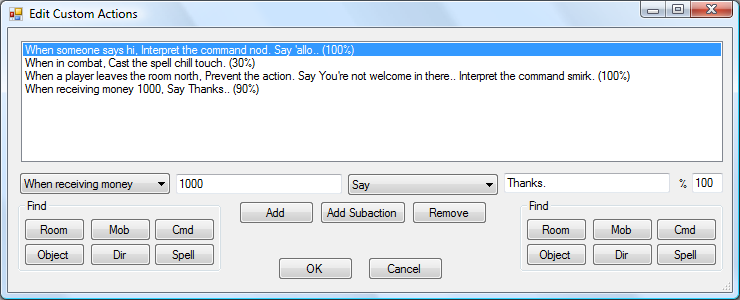 Edit Custom Actions
When someone says hi, Interpret the command nod. Say 'allo.. (100%)
When in combat, Cast the spell chill touch. (30%)
When a player leaves the room north, Prevent the action. Say You're not welcome in there.. Interpret the command smirk. (100%)
When receiving money 1000, Say Thanks.. (90%)
When receiving money 1000 Say Thanks. % 100
Find Find
Add Add Subaction Remove
Room Mob Cmd Room Mob Cmd
Object Dir Spell Object Dir Spell
OK Cancel